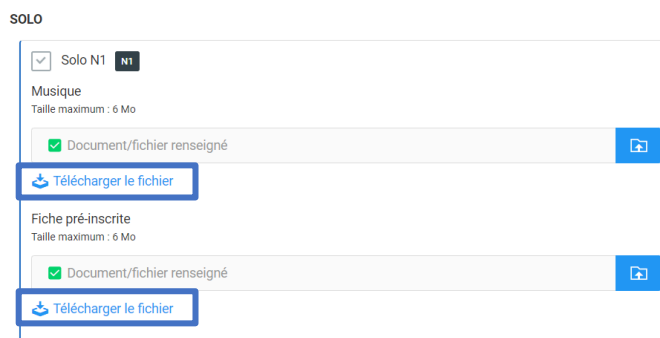 SOLO
Solo N1 N1
Musique
Taille maximum : 6 Mo
Document/fichier renseigné
Télécharger le fichier
Fiche pré-inscrite
Taille maximum : 6 Mo
Document/fichier renseigné
Télécharger le fichier